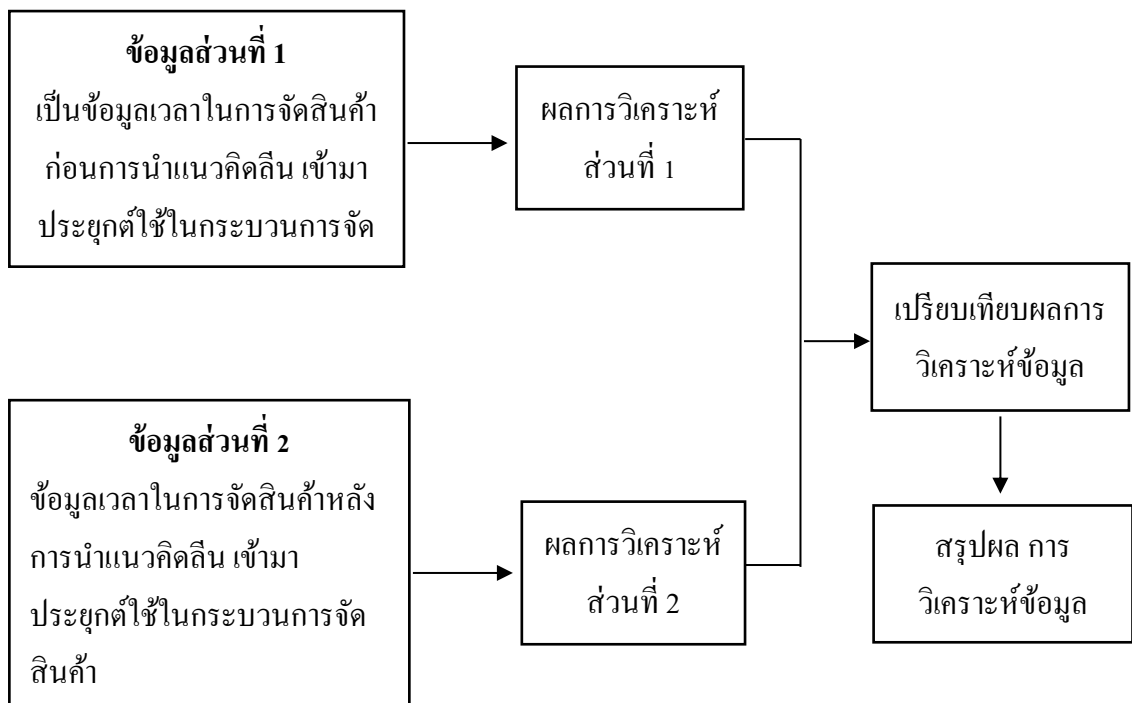 ข้อมูลส่วนที่ 1
เป็นข้อมูลเวลาในการจัดสินค้า
ก่อนการนำแนวคิดลีน เข้ามา
ประยุกต์ใช้ในกระบวนการจัด
ผลการวิเคราะห์
ส่วนที่ 1
ข้อมูลส่วนที่ 2
ข้อมูลเวลาในการจัดสินค้าหลัง
การนำแนวคิดลีน เข้ามา
ประยุกต์ใช้ในกระบวนการจัด
สินค้า
ผลการวิเคราะห์
ส่วนที่ 2
เปรียบเทียบผลการ
วิเคราะห์ข้อมูล
สรุปผล การ
วิเคราะห์ข้อมูล